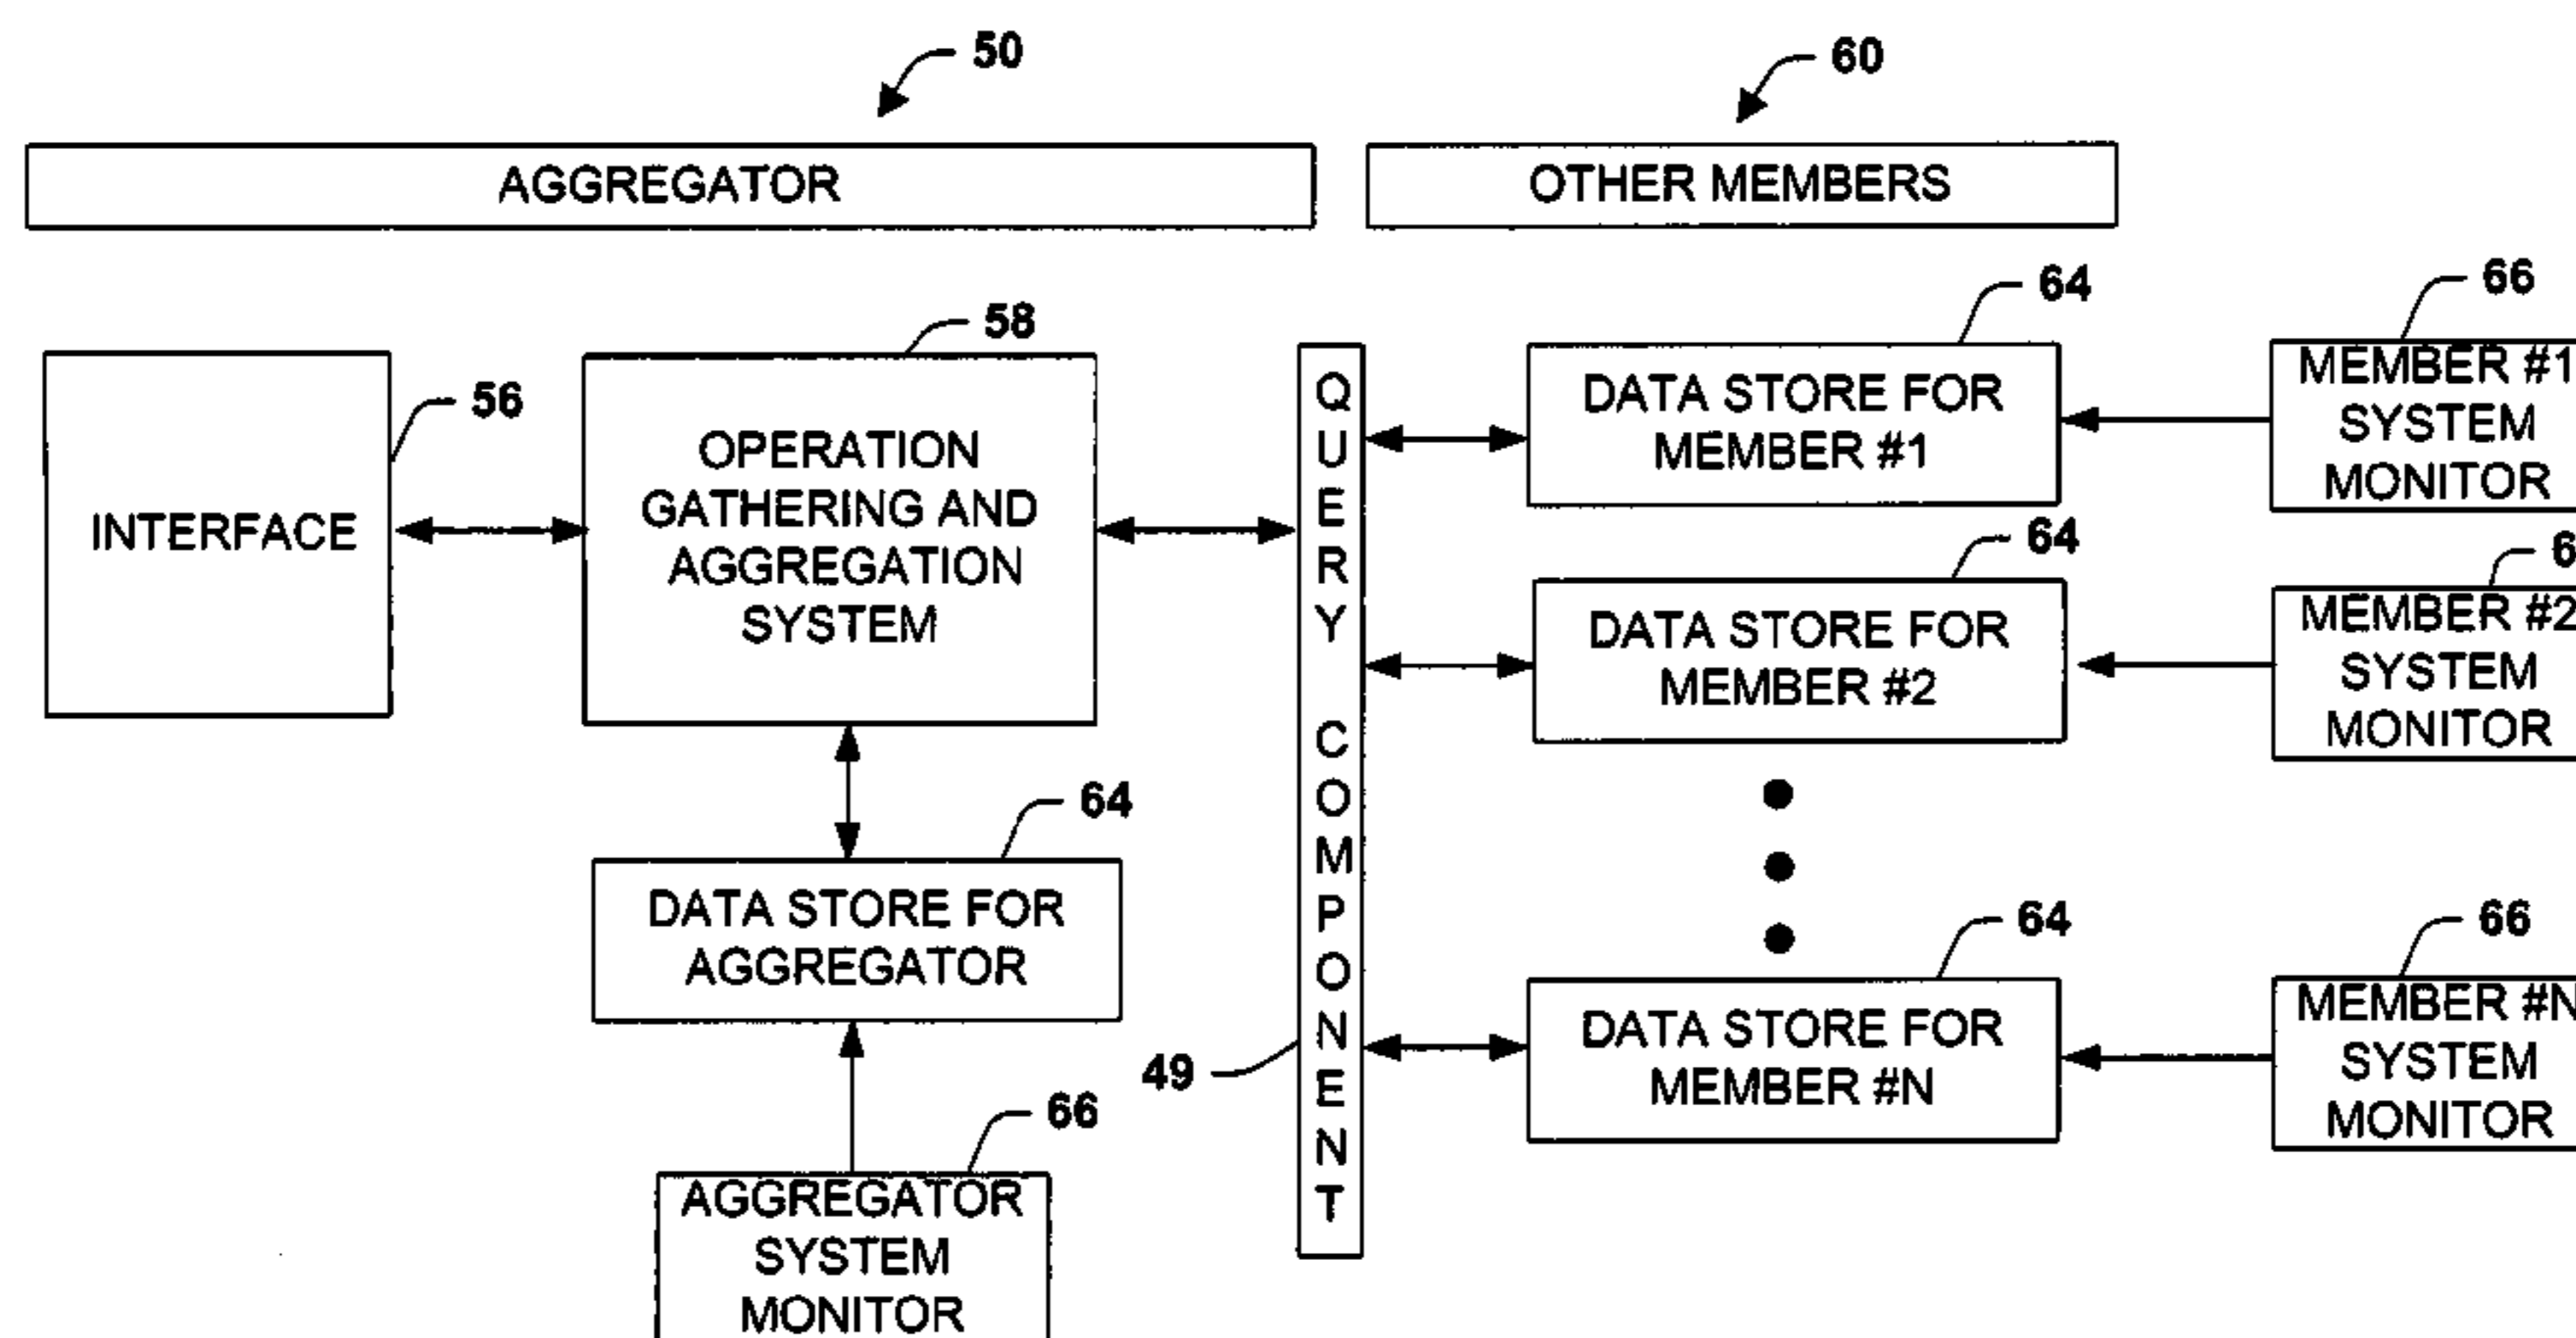 50
60
AGGREGATOR
OTHER MEMBERS
56
INTERFACE
58
OPERATION
GATHERING AND
AGGREGATION
SYSTEM
64
DATA STORE FOR
AGGREGATOR
66
AGGREGATOR
SYSTEM
MONITOR
49
QUERY COMPONENT
64
DATA STORE FOR
MEMBER #1
66
MEMBER #1
SYSTEM
MONITOR
64
DATA STORE FOR
MEMBER #2
6
MEMBER #2
SYSTEM
MONITOR
64
DATA STORE FOR
MEMBER #N
66
MEMBER #N
SYSTEM
MONITOR